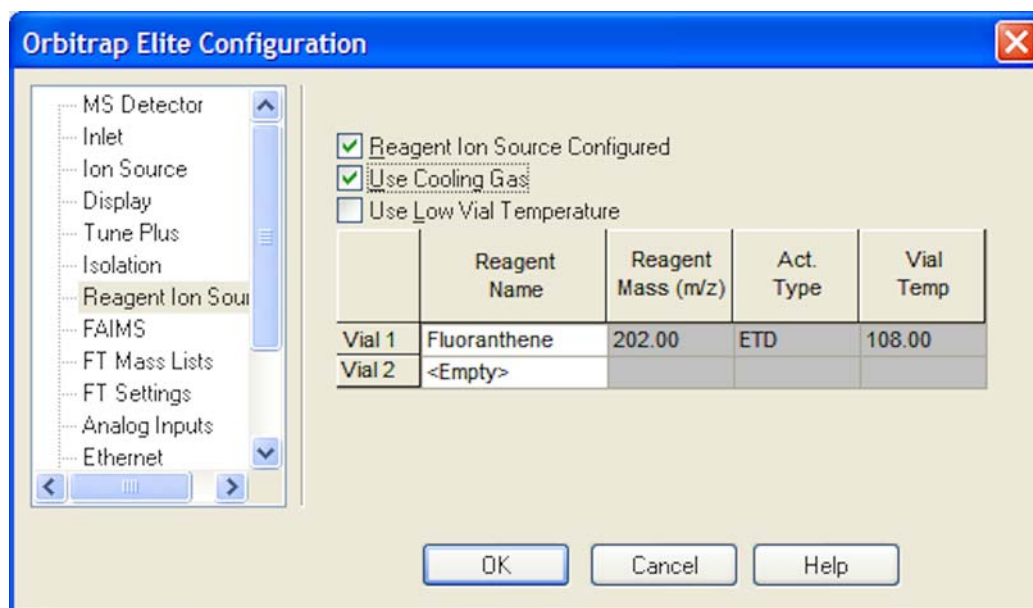 Orbitrap Elite Configuration
MS Detector
Inlet
Ion Source
Display
Tune Plus
Isolation
Reagent Ion Sour
FAIMS
FT Mass Lists
FT Settings
Analog Inputs
Ethernet
Reagent Ion Source Configured
Use Cooling Gas
Use Low Vial Temperature
Reagent Name Reagent Mass (m/z) Act. Type Vial Temp
Vial 1 Fluoranthene 202.00 ETD 108.00
Vial 2 <Empty>
OK Cancel Help